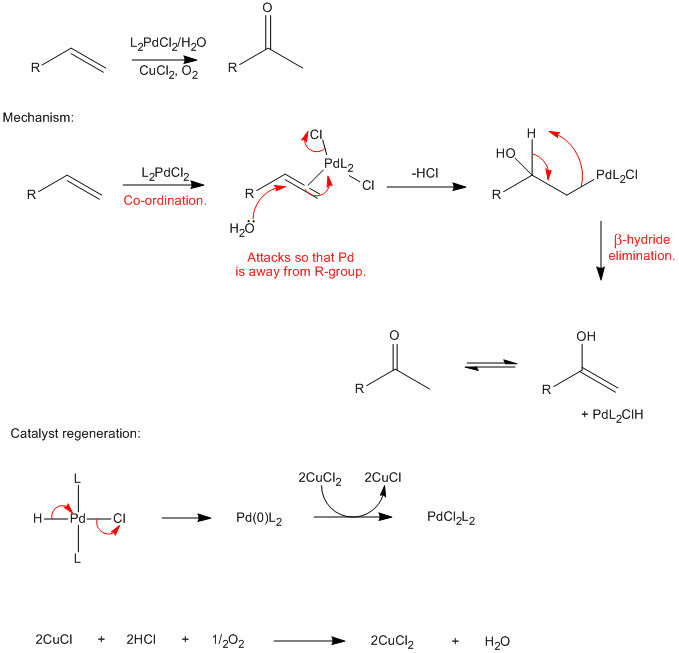 O
L₂PdCl₂/H₂O
R
CuCl₂, O₂
R
Mechanism:
Cl
H
L₂PdCl₂
PdL₂
-HCl
HO
PdL₂Cl
R
Co-ordination.
R
Cl
R
H₂O
Attacks so that Pd
is away from R-group.
β-hydride
elimination.
O
OH
R
R
+ PdL₂ClH
Catalyst regeneration:
L
2CuCl₂ 2CuCl
H Pd Cl
Pd(0)L₂
PdCl₂L₂
L
2CuCl + 2HCl + 1/₂O₂ 2CuCl₂ + H₂O